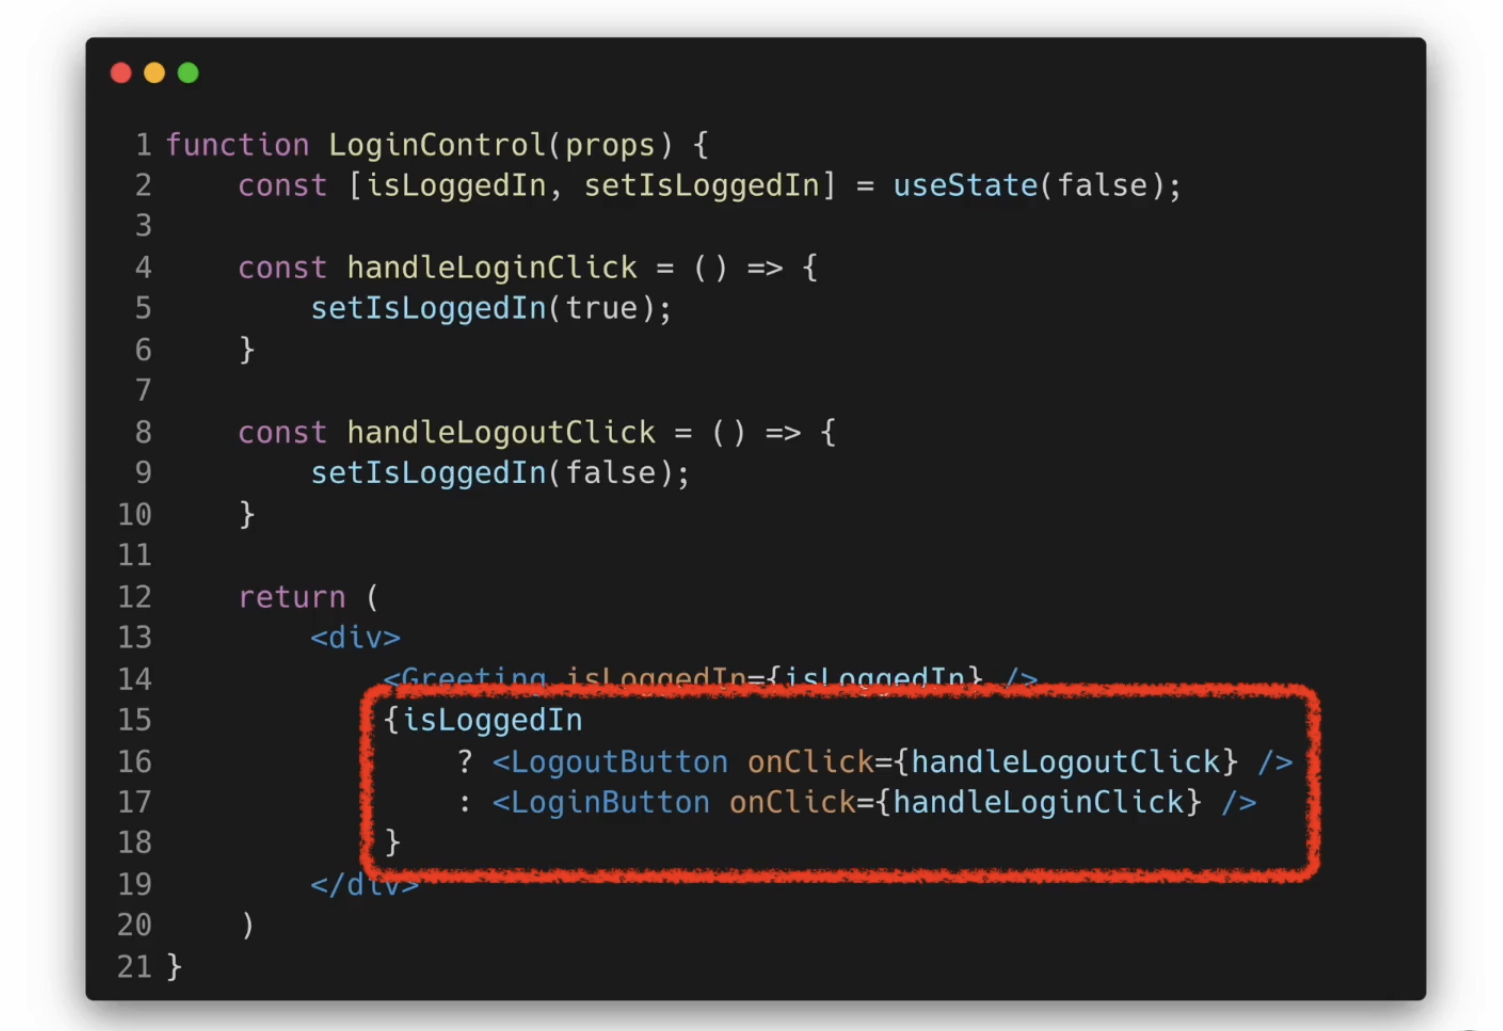 1 function LoginControl(props) {
2     const [isLoggedIn, setIsLoggedIn] = useState(false);
3
4     const handleLoginClick = () => {
5         setIsLoggedIn(true);
6     }
7
8     const handleLogoutClick = () => {
9         setIsLoggedIn(false);
10     }
11
12     return (
13         <div>
14             <Greeting isLoggedIn={isLoggedIn} />
15             {isLoggedIn
16                 ? <LogoutButton onClick={handleLogoutClick} />
17                 : <LoginButton onClick={handleLoginClick} />
18             }
19         </div>
20     )
21 }